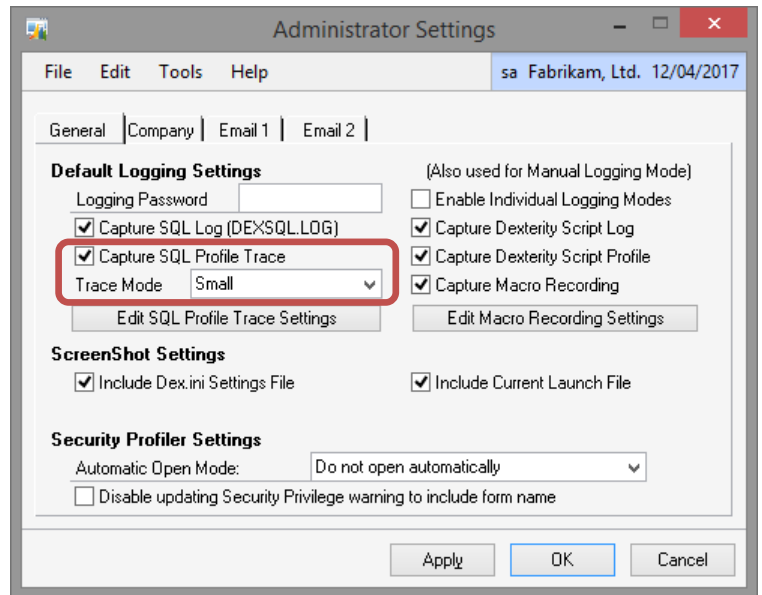 Administrator Settings
File Edit Tools Help sa Fabrikam, Ltd. 12/04/2017
General Company Email 1 Email 2
Default Logging Settings (Also used for Manual Logging Mode)
Logging Password Enable Individual Logging Modes
Capture SQL Log (DEXSQL.LOG) Capture Dexterity Script Log
Capture SQL Profile Trace Capture Dexterity Script Profile
Trace Mode Small Capture Macro Recording
Edit SQL Profile Trace Settings Edit Macro Recording Settings
ScreenShot Settings
Include Dex.ini Settings File Include Current Launch File
Security Profiler Settings
Automatic Open Mode: Do not open automatically
Disable updating Security Privilege warning to include form name
Apply OK Cancel